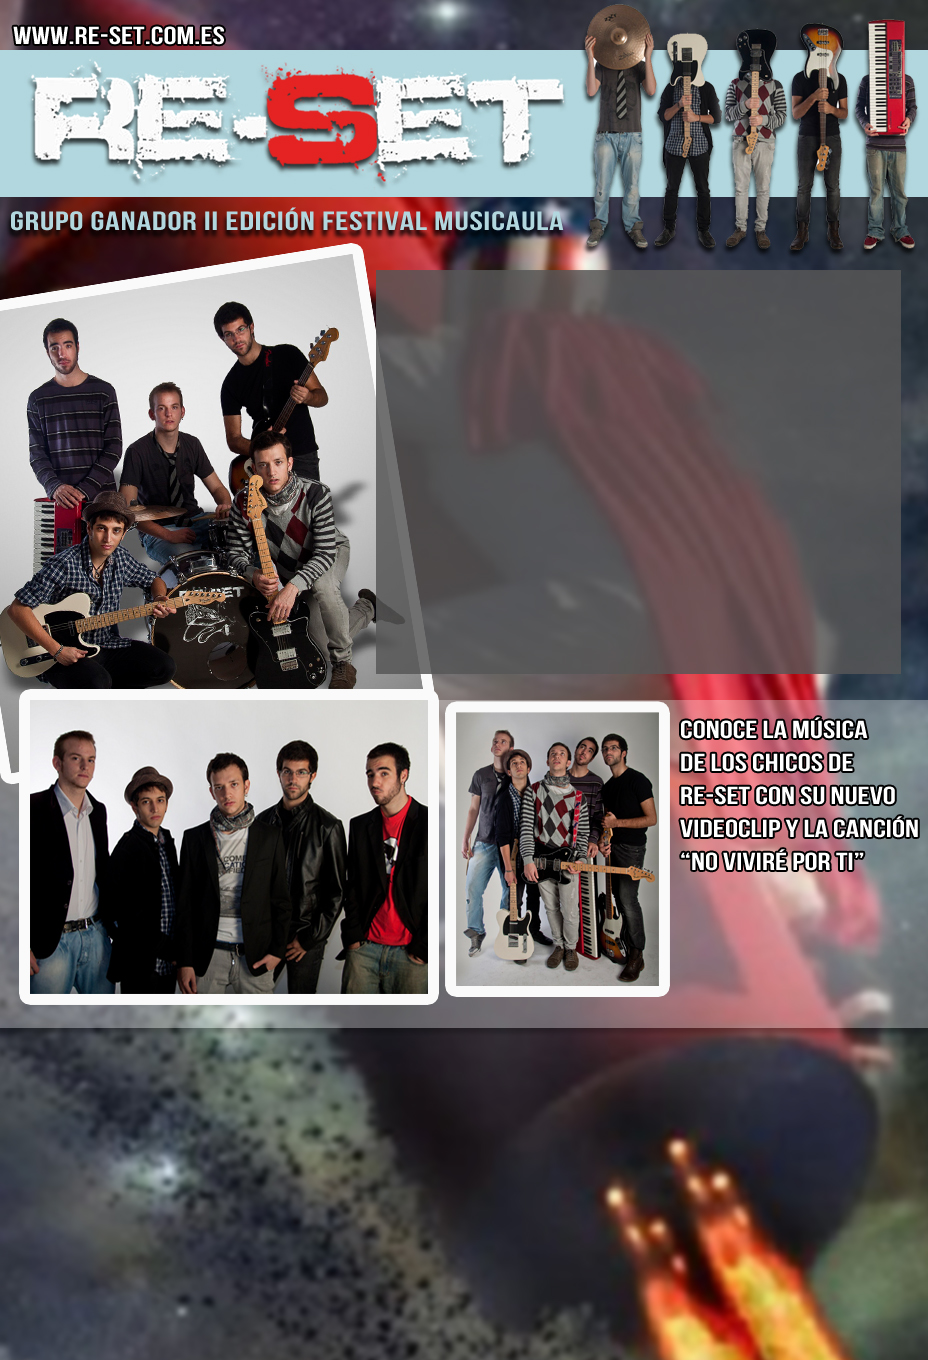 WWW.RE-SET.COM.ES
RE-SET
GRUPO GANADOR II EDICIÓN FESTIVAL MUSICAULA
CONOCE LA MÚSICA
DE LOS CHICOS DE
RE-SET CON SU NUEVO
VIDEOCLIP Y LA CANCIÓN
“NO VIVIRÉ POR TI”